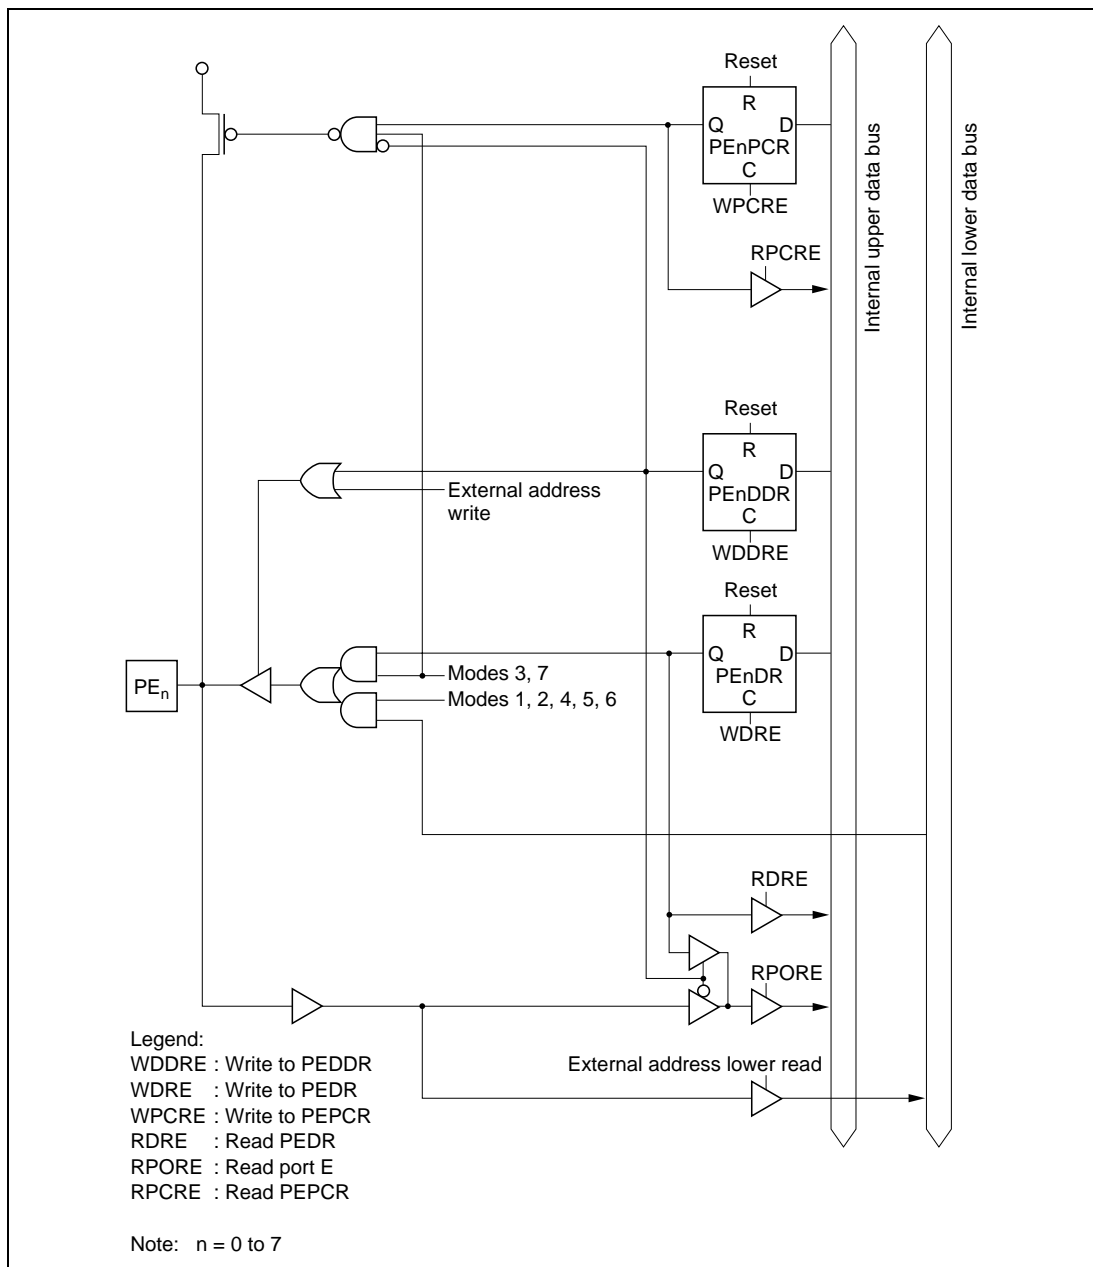 Reset
R
Q D
PEnPCR
C
WPCRE
RPCRE
Internal upper data bus
Internal lower data bus
Reset
R
Q D
PEnDDR
C
WDDRE
External address
write
Reset
R
Q D
PEnDR
C
WDRE
PEn
Modes 3, 7
Modes 1, 2, 4, 5, 6
RDRE
RPORE
External address lower read
Legend:
WDDRE : Write to PEDDR
WDRE : Write to PEDR
WPCRE : Write to PEPCR
RDRE : Read PEDR
RPORE : Read port E
RPCRE : Read PEPCR
Note: n = 0 to 7